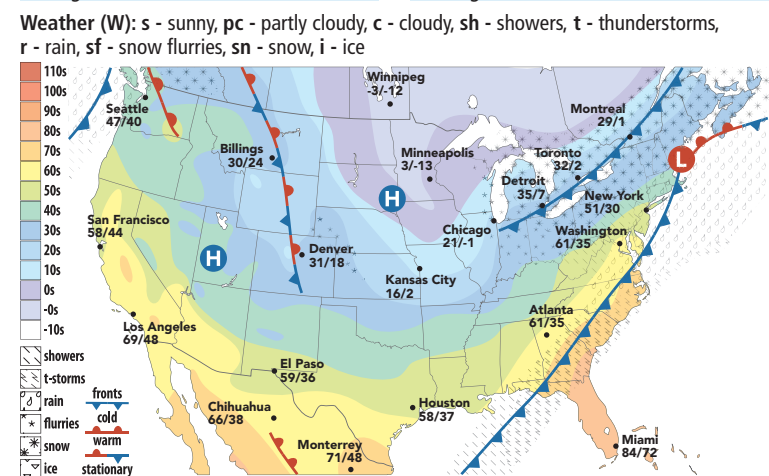 Weather (W): s - sunny, pc - partly cloudy, c - cloudy, sh - showers, t - thunderstorms,
r - rain, sf - snow flurries, sn - snow, i - ice
110s
100s
90s
80s
70s
60s
50s
40s
30s
20s
10s
0s
-0s
-10s
showers
t-storms
rain
flurries
snow
ice
fronts
cold
warm
stationary
Seattle
47/40
Billings
30/24
Winnipeg
-3/-12
Minneapolis
3/-13
Montreal
29/1
Toronto
32/2
Detroit
35/7
New York
51/30
Washington
61/35
Chicago
21/-1
San Francisco
58/44
Denver
31/18
Kansas City
16/2
Los Angeles
69/48
Atlanta
61/35
El Paso
59/36
Houston
58/37
Chihuahua
66/38
Monterrey
71/48
Miami
84/72
H
H
L